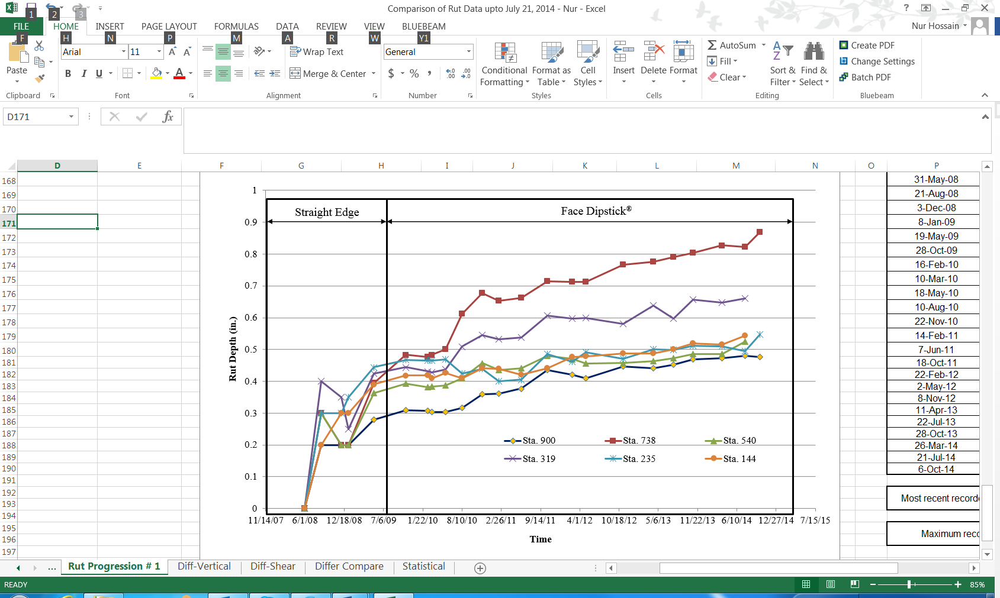 Comparison of Rut Data upto July 21, 2014 - Nur - Excel
1 2 3
FILE HOME INSERT PAGE LAYOUT FORMULAS DATA REVIEW VIEW BLUEBEAM
Nur Hossain
F H N P M A R W Y1
Paste
Clipboard
Arial 11
B I U
Font
Wrap Text
Merge & Center
Alignment
General
$ % ,
Number
Conditional Formatting
Format as Table
Cell Styles
Styles
Insert Delete Format
Cells
AutoSum
Fill
Clear
Sort & Filter
Find & Select
Editing
Create PDF
Change Settings
Batch PDF
Bluebeam
D171
fx
D E F G H I J K L M N O P
168
169
170
171
172
173
174
175
176
177
178
179
180
181
182
183
184
185
186
187
188
189
190
191
192
193
194
195
196
197
Straight Edge
Face Dipstick®
1
0.9
0.8
0.7
0.6
0.5
0.4
0.3
0.2
0.1
0
Rut Depth (in.)
Sta. 900 Sta. 738 Sta. 540
Sta. 319 Sta. 235 Sta. 144
11/14/07 6/1/08 12/18/08 7/6/09 1/22/10 8/10/10 2/26/11 9/14/11 4/1/12 10/18/12 5/6/13 11/22/13 6/10/14 12/27/14 7/15/15
Time
31-May-08
21-Aug-08
3-Dec-08
8-Jan-09
19-May-09
28-Oct-09
16-Feb-10
10-Mar-10
18-May-10
10-Aug-10
22-Nov-10
14-Feb-11
7-Jun-11
18-Oct-11
22-Feb-12
2-May-12
8-Nov-12
11-Apr-13
22-Jul-13
28-Oct-13
26-Mar-14
21-Jul-14
6-Oct-14
Most recent recorde
Maximum reco
... Rut Progression # 1 Diff-Vertical Diff-Shear Differ Compare Statistical
READY
85%